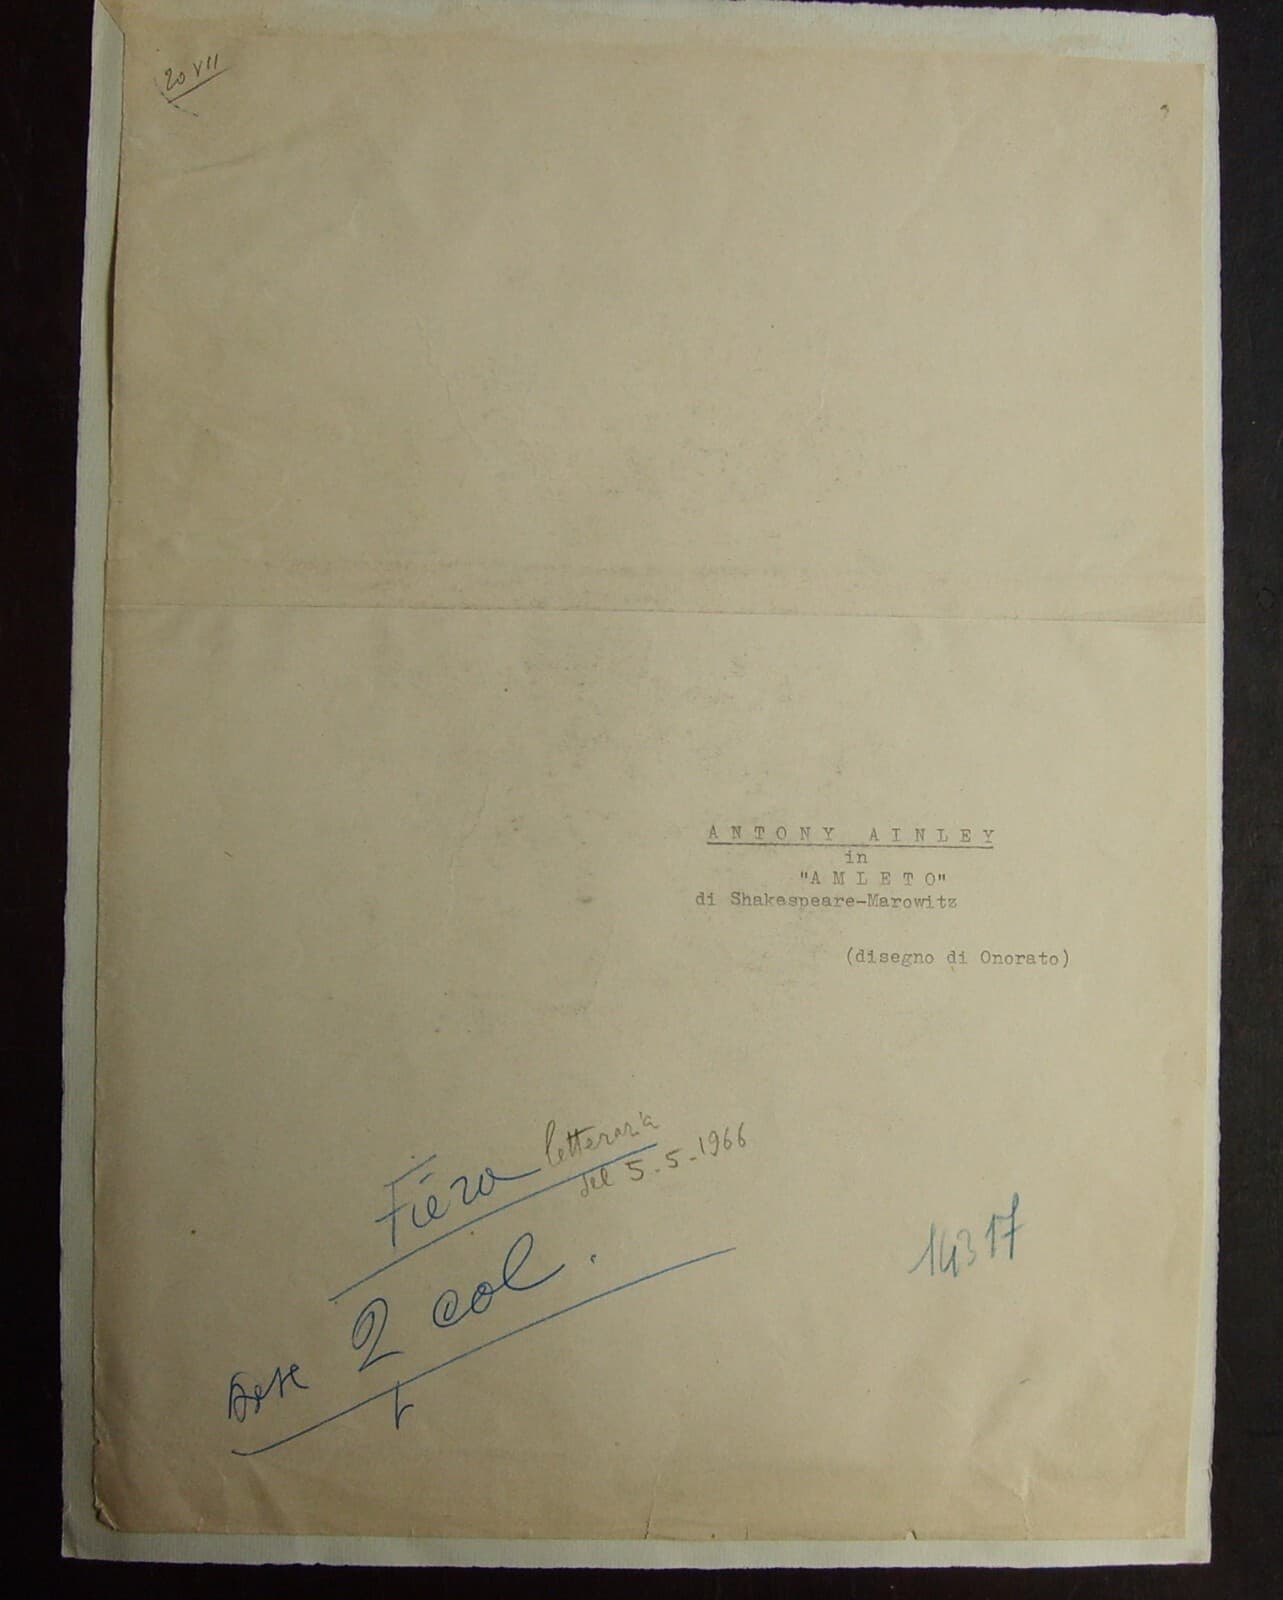 20 VII
ANTONY AINLEY
in
"AMLETO"
di Shakespeare-Marowitz
(disegno di Onorato)
Fiera letteraria
del 5-5-1966
2 col.
14317